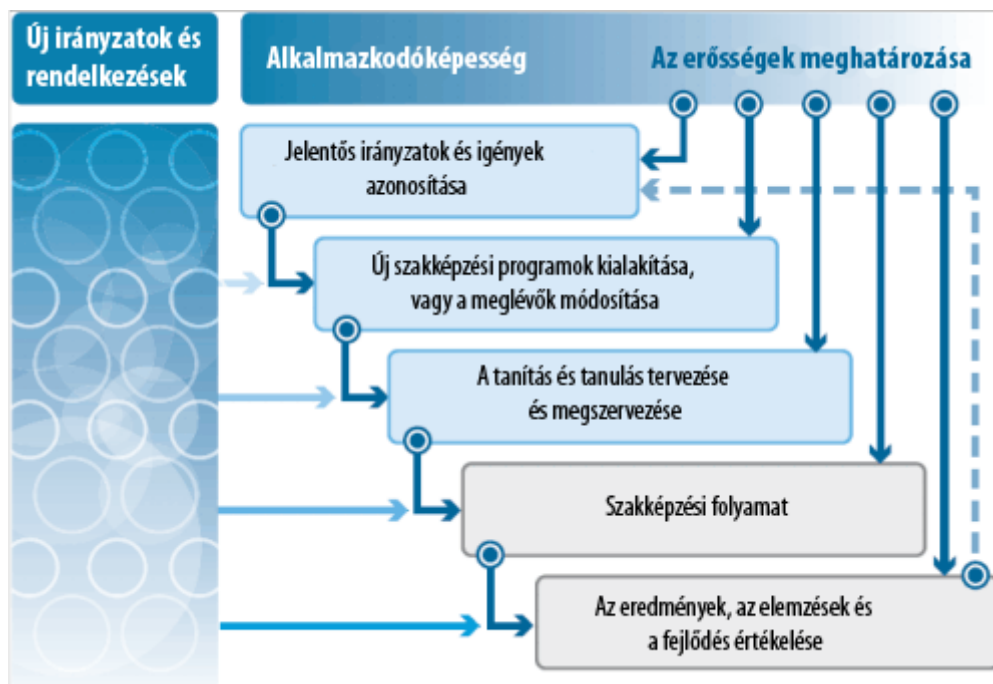 Új irányzatok és
rendelkezések
Alkalmazkodóképesség
Az erősségek meghatározása
Jelentős irányzatok és igények
azonosítása
Új szakképzési programok kialakítása,
vagy a meglévők módosítása
A tanítás és tanulás tervezése
és megszervezése
Szakképzési folyamat
Az eredmények, az elemzések és
a fejlődés értékelése